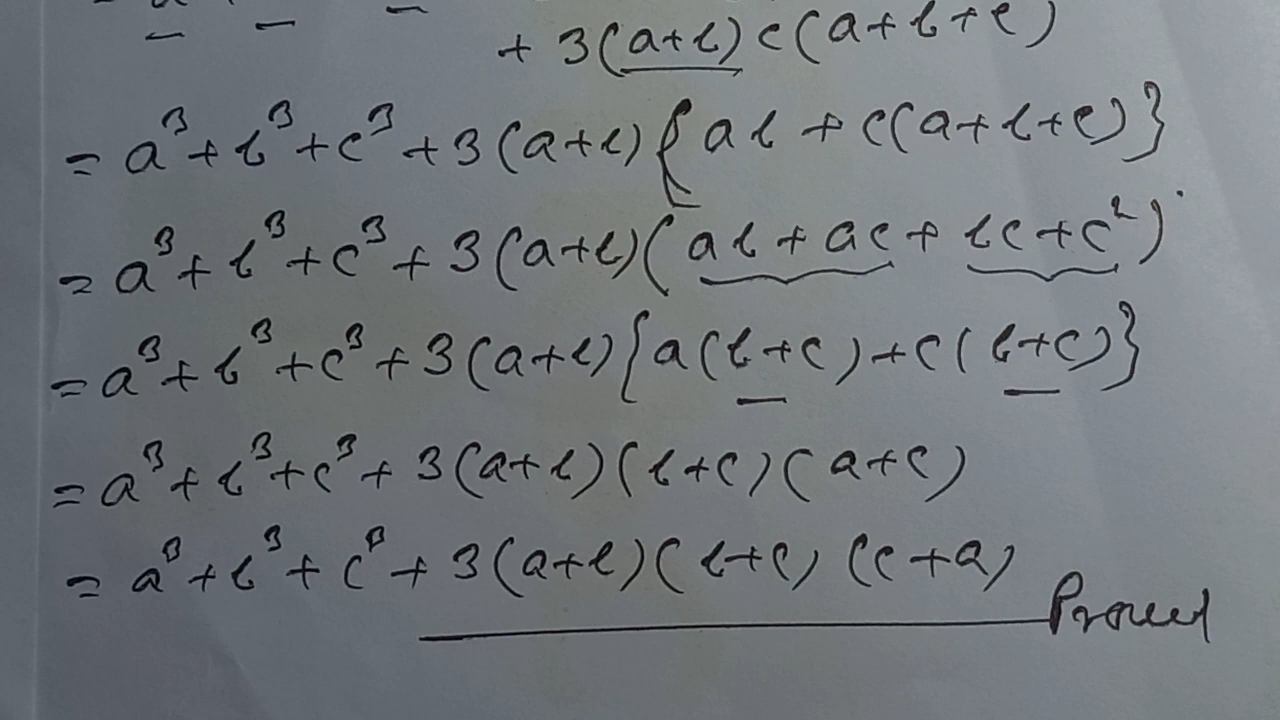 + 3(a+b)c(a+b+c)
= a³+b³+c³+3(a+b){ab+c(a+b+c)}
= a³+b³+c³+3(a+b)(ab+ac+bc+c²)
= a³+b³+c³+3(a+b){a(b+c)+c(b+c)}
= a³+b³+c³+3(a+b)(b+c)(a+c)
= a³+b³+c³+3(a+b)(b+c)(c+a)
Proved